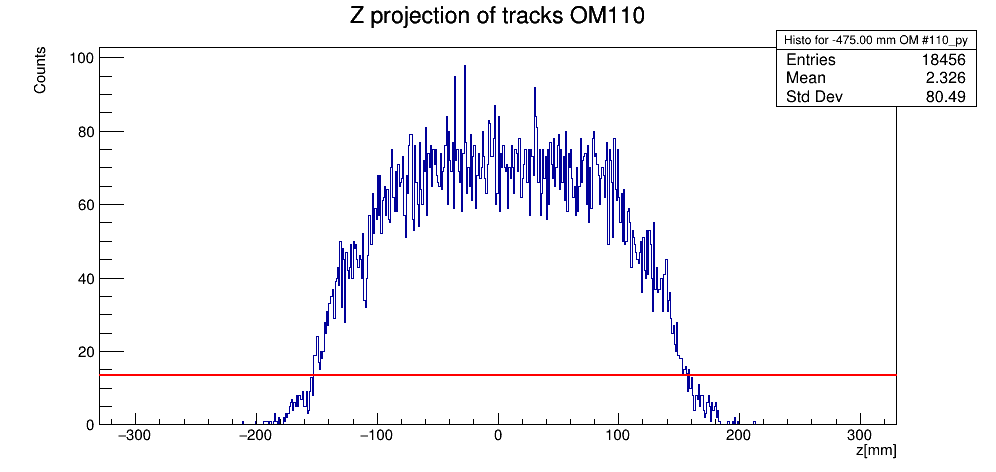 Z projection of tracks OM110
Histo for -475.00 mm OM #110_py
Entries 18456
Mean 2.326
Std Dev 80.49
Counts
100
80
60
40
20
0
−300 −200 −100 0 100 200 300
z[mm]